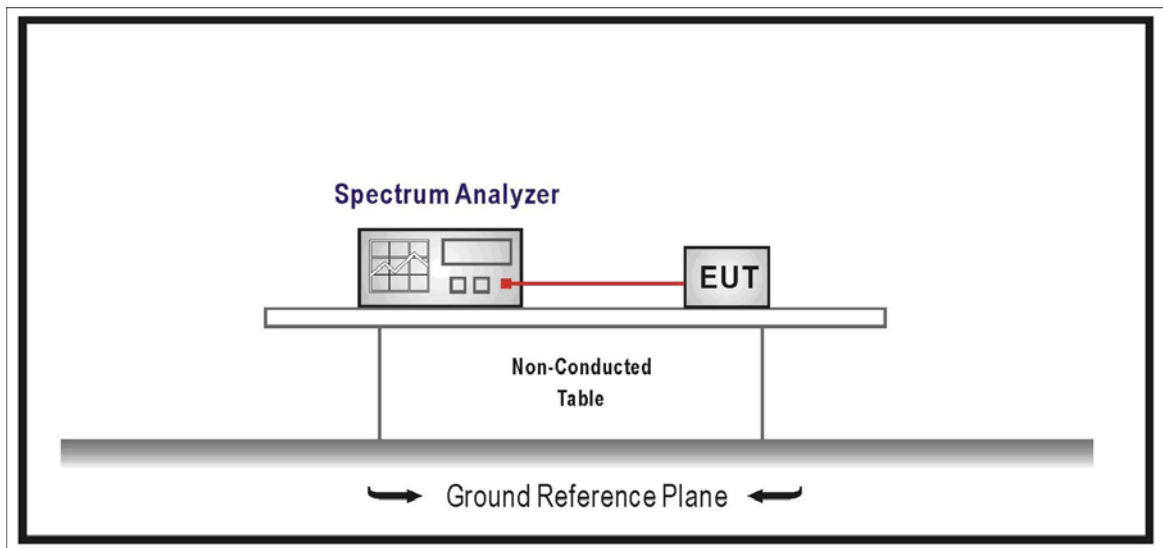 Spectrum Analyzer
EUT
Non-Conducted
Table
Ground Reference Plane